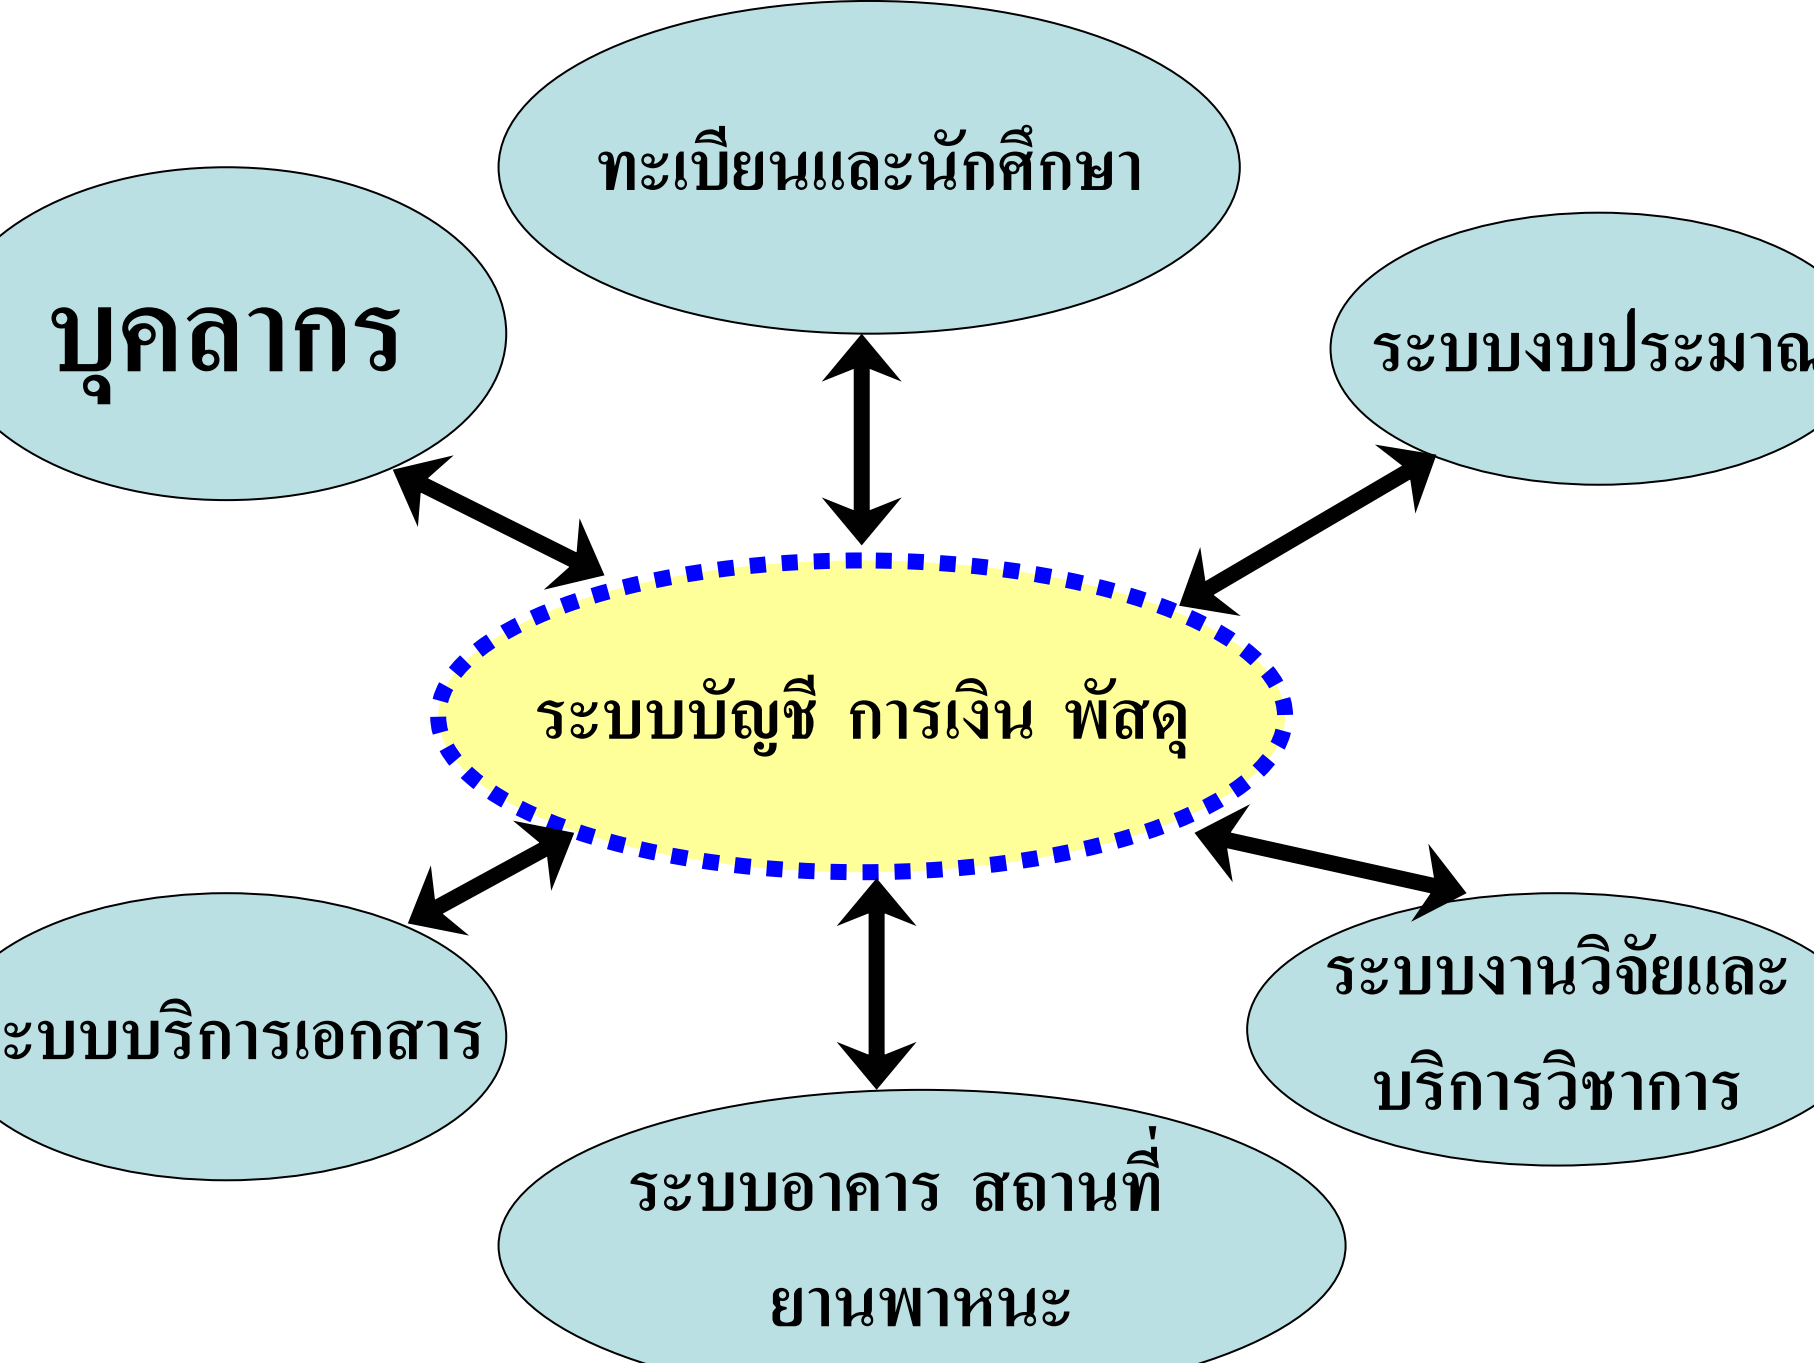 ทะเบียนและนักศึกษา
บุคลากร
ระบบงบประมาณ
ระบบบัญชี การเงิน พัสดุ
ะบบบริการเอกสาร
ระบบงานวิจัยและ
บริการวิชาการ
ระบบอาคาร สถานที่
ยานพาหนะ